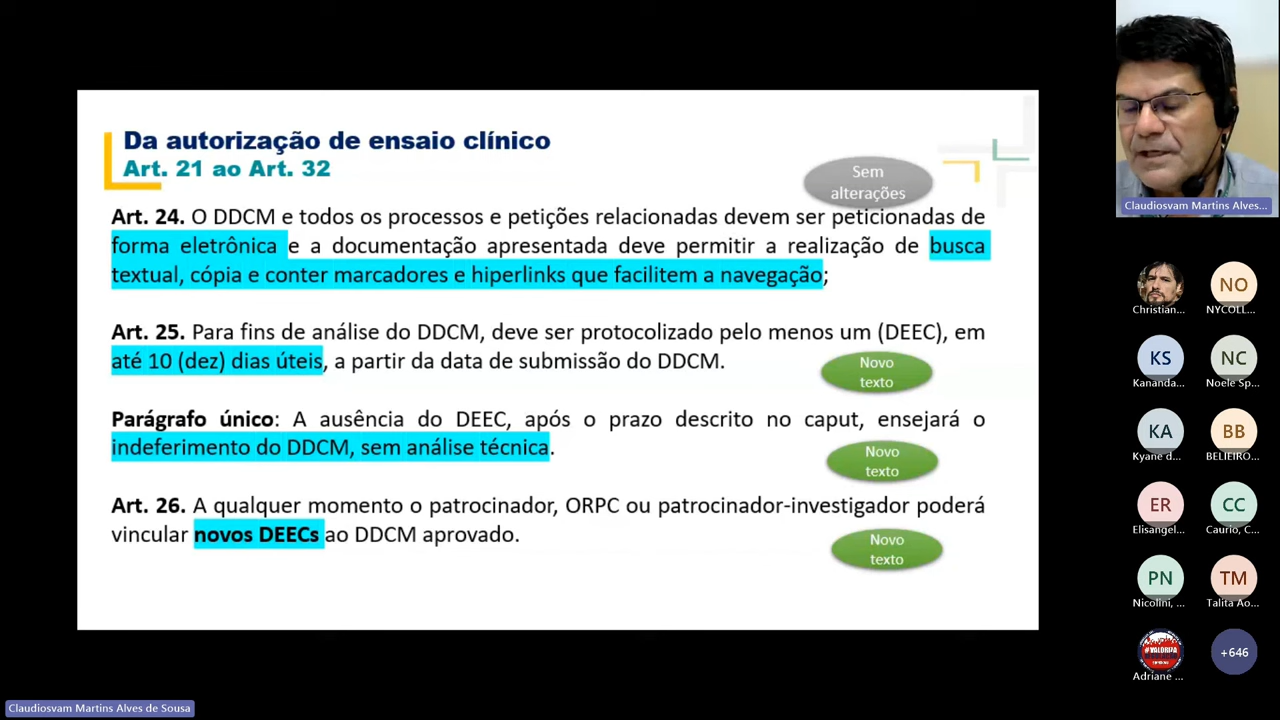 Da autorização de ensaio clínico
Art. 21 ao Art. 32
Sem
alterações
Art. 24. O DDCM e todos os processos e petições relacionadas devem ser peticionadas de
forma eletrônica e a documentação apresentada deve permitir a realização de busca
textual, cópia e conter marcadores e hiperlinks que facilitem a navegação;
Art. 25. Para fins de análise do DDCM, deve ser protocolizado pelo menos um (DEEC), em
até 10 (dez) dias úteis, a partir da data de submissão do DDCM.
Novo
texto
Parágrafo único: A ausência do DEEC, após o prazo descrito no caput, ensejará o
indeferimento do DDCM, sem análise técnica.
Novo
texto
Art. 26. A qualquer momento o patrocinador, ORPC ou patrocinador-investigador poderá
vincular novos DEECs ao DDCM aprovado.
Novo
texto
Claudiosvam Martins Alves...
Christian...
NO
NYCOLL...
KS
Kananda...
NC
Noele Sp...
KA
Kyane d...
BB
BELIEIRO...
ER
Elisangel...
CC
Caurio, C...
PN
Nicolini, ...
TM
Talita Ao...
Adriane ...
+646
Claudiosvam Martins Alves de Sousa